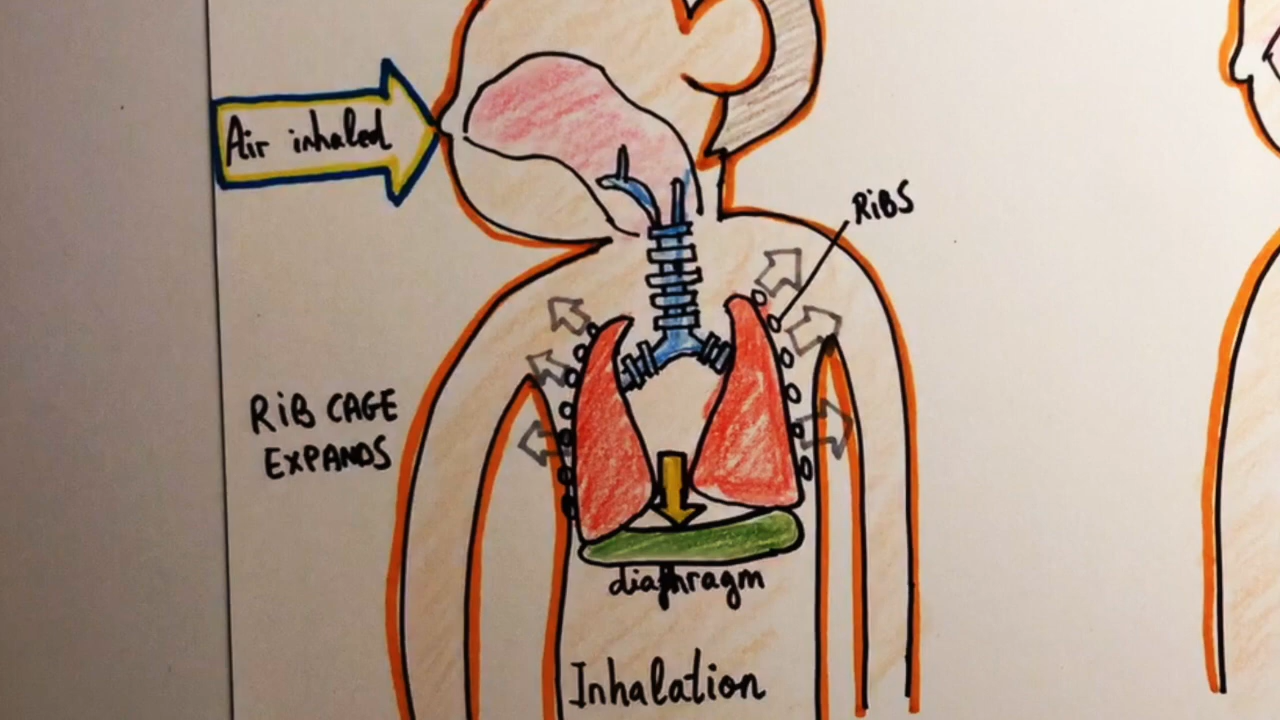 Air inhaled
RiBS
RiB CAGE
EXPANDS
diaphragm
Inhalation